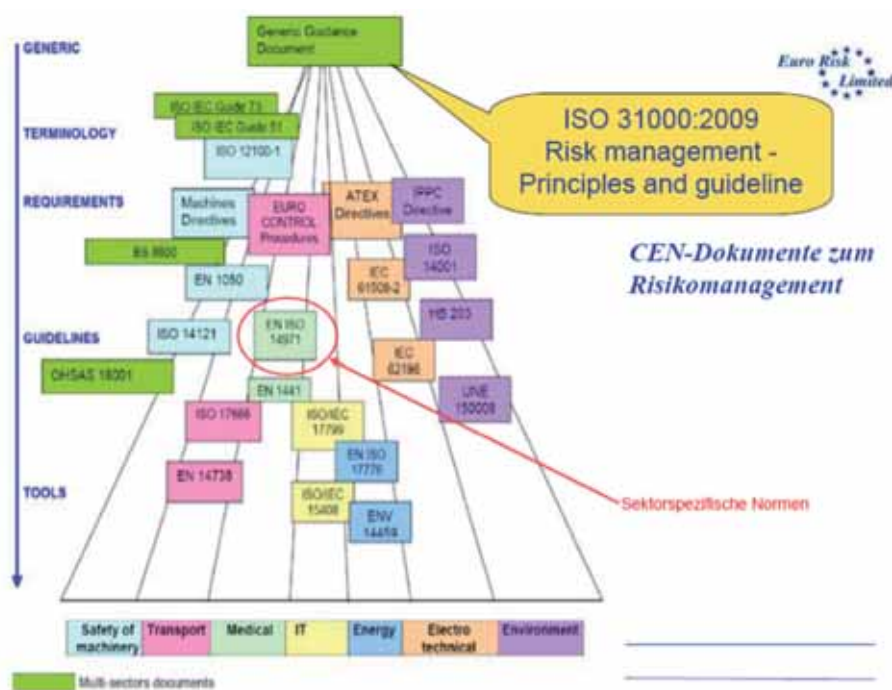 GENERIC
Generic Guidance
Document
Euro Risk
Limited
ISO 31000:2009
Risk management -
Principles and guideline
ISO IEC Guide 73
ISO IEC Guide 51
TERMINOLOGY
ISO 12100-1
REQUIREMENTS
Machines
Directives
EURO
CONTROL
Procedures
ATEX
Directives
IPPC
Directive
CEN-Dokumente zum
Risikomanagement
EN 1050
IEC
61508-2
ISO
14001
HB 203
GUIDELINES
ISO 14121
EN ISO
14971
IEC
OHSAS 18001
EN 1441
UNE
150008
ISO 17666
ISO/IEC
17799
EN 14738
EN ISO
17776
TOOLS
ISO/IEC
15408
ENV
Sektorspezifische Normen
Safety of
machinery
Transport
Medical
IT
Energy
Electro
technical
Environment
Multi-sectors documents